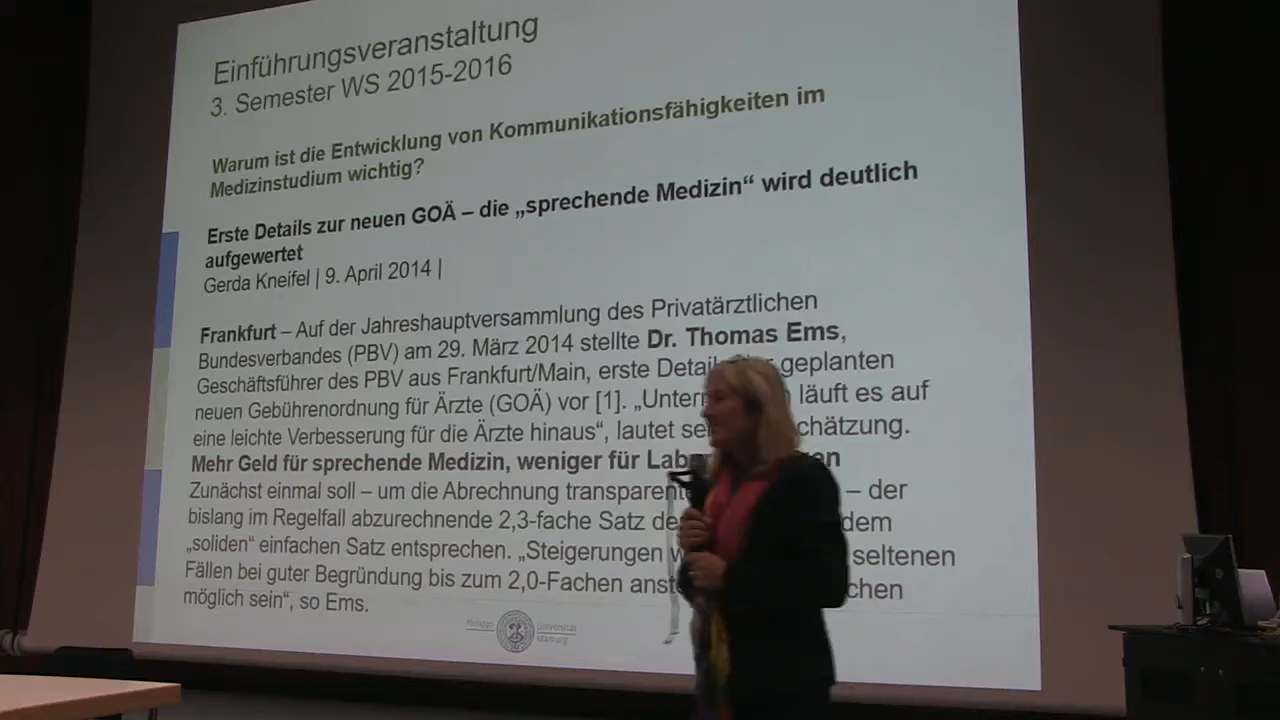 Einführungsveranstaltung
3. Semester WS 2015-2016
Warum ist die Entwicklung von Kommunikationsfähigkeiten im
Medizinstudium wichtig?
Erste Details zur neuen GOÄ – die „sprechende Medizin“ wird deutlich
aufgewertet
Gerda Kneifel | 9. April 2014 |
Frankfurt – Auf der Jahreshauptversammlung des Privatärztlichen
Bundesverbandes (PBV) am 29. März 2014 stellte Dr. Thomas Ems,
Geschäftsführer des PBV aus Frankfurt/Main, erste geplanten
neuen Gebührenordnung für Ärzte (GOÄ) vor [1]. läuft es auf
eine leichte Verbesserung für die Ärzte hinaus“, lautet
Mehr Geld für sprechende Medizin, weniger für
Zunächst einmal soll – um die Abrechnung – der
bislang im Regelfall abzurechnende 2,3-fache Satz dem
„soliden“ einfachen Satz entsprechen. „Steigerungen seltenen
Fällen bei guter Begründung bis zum 2,0-Fachen
möglich sein“, so Ems.
Philipps Universität
Marburg